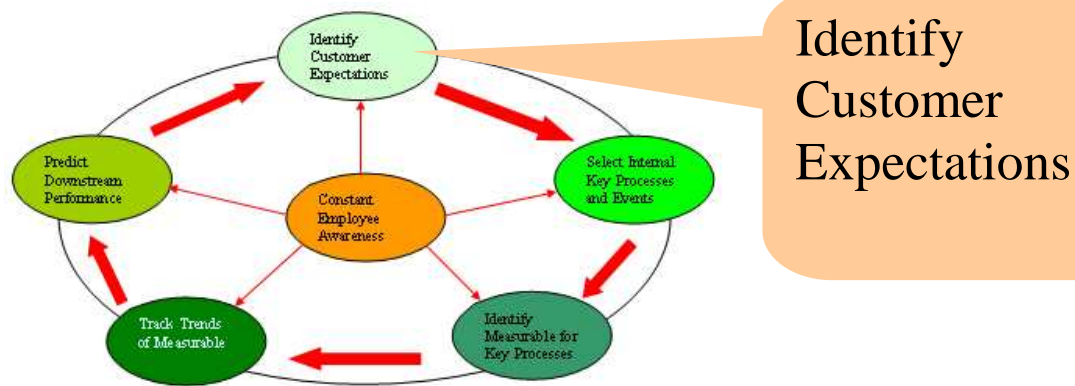 Identify
Customer
Expectations
Identify
Customer
Expectations
Predict
Downstream
Performance
Select Internal
Key Processes
and Events
Constant
Employee
Awareness
Track Trends
of Measurable
Identify
Measurable for
Key Processes